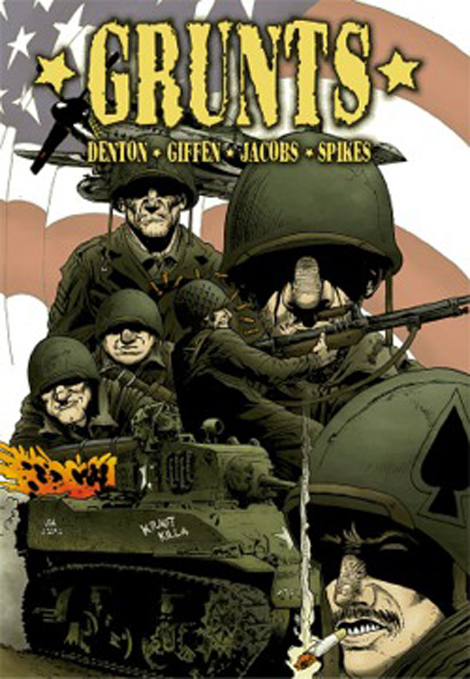 ★GRUNTS★
DENTON ★ GIFFEN ★ JACOBS ★ SPIKES
KRAUT
KILLA